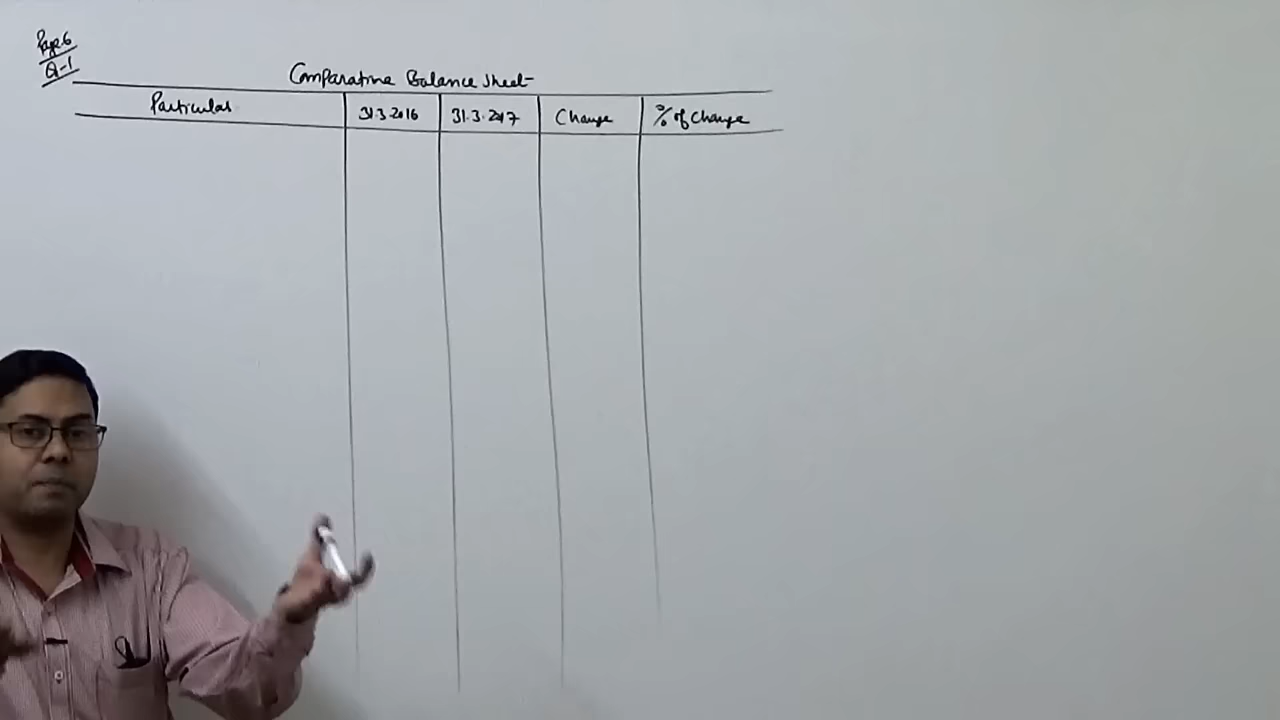 Page 6
Q-1
Comparative Balance Sheet
Particulars 31.3.2016 31.3.2017 Change % of Change